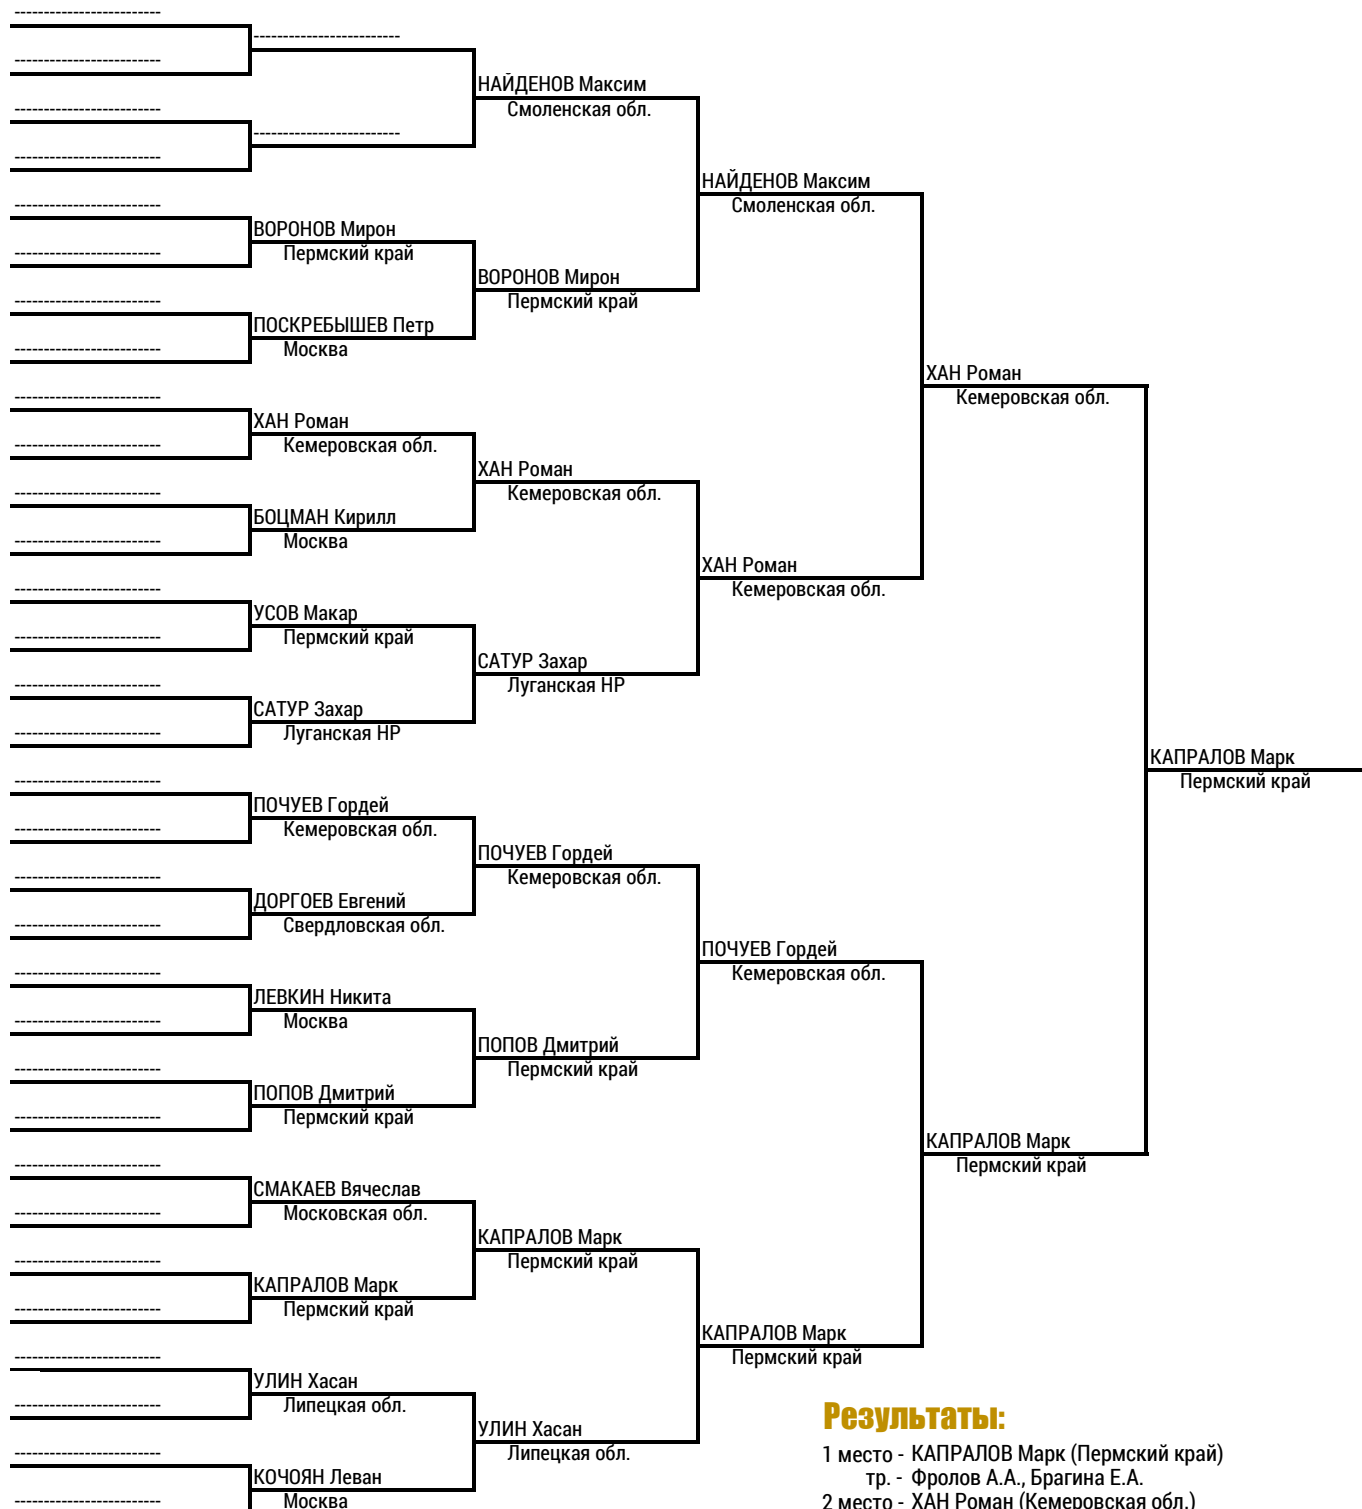 НАЙДЕНОВ Максим
Смоленская обл.
НАЙДЕНОВ Максим
Смоленская обл.
ВОРОНОВ Мирон
Пермский край
ВОРОНОВ Мирон
Пермский край
ПОСКРЕБЫШЕВ Петр
Москва
ХАН Роман
Кемеровская обл.
ХАН Роман
Кемеровская обл.
ХАН Роман
Кемеровская обл.
БОЦМАН Кирилл
Москва
ХАН Роман
Кемеровская обл.
УСОВ Макар
Пермский край
САТУР Захар
Луганская НР
САТУР Захар
Луганская НР
КАПРАЛОВ Марк
Пермский край
ПОЧУЕВ Гордей
Кемеровская обл.
ПОЧУЕВ Гордей
Кемеровская обл.
ДОРГОЕВ Евгений
Свердловская обл.
ПОЧУЕВ Гордей
Кемеровская обл.
ЛЕВКИН Никита
Москва
ПОПОВ Дмитрий
Пермский край
ПОПОВ Дмитрий
Пермский край
КАПРАЛОВ Марк
Пермский край
СМАКАЕВ Вячеслав
Московская обл.
КАПРАЛОВ Марк
Пермский край
КАПРАЛОВ Марк
Пермский край
КАПРАЛОВ Марк
Пермский край
УЛИН Хасан
Липецкая обл.
УЛИН Хасан
Липецкая обл.
КОЧОЯН Леван
Москва
Результаты:
1 место - КАПРАЛОВ Марк (Пермский край)
тр. - Фролов А.А., Брагина Е.А.
2 место - ХАН Роман (Кемеровская обл.)